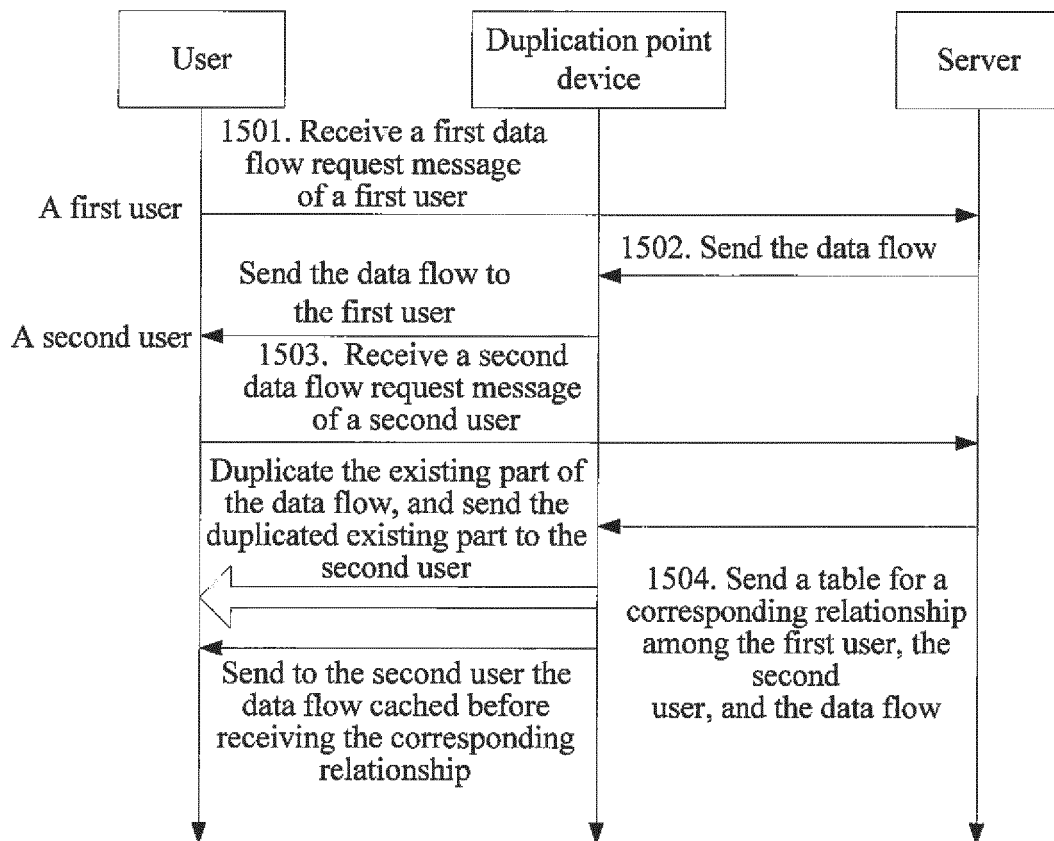 User
Duplication point
device
Server
1501. Receive a first data
flow request message
of a first user
A first user
1502. Send the data flow
Send the data flow to
the first user
A second user
1503. Receive a second
data flow request message
of a second user
Duplicate the existing part of
the data flow, and send the
duplicated existing part to the
second user
1504. Send a table for a
corresponding relationship
among the first user, the
second
user, and the data flow
Send to the second user the
data flow cached before
receiving the corresponding
relationship